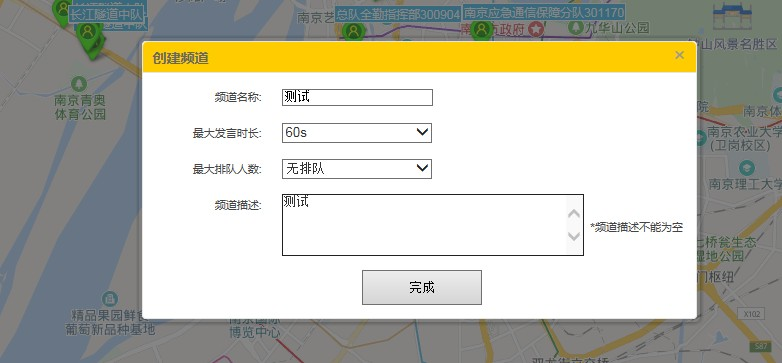 长江隧道中队
南京艺
总队全勤指挥部300904
南京应急通信保障分队301170
市政府
九华山公园
山风景名胜区
创建频道
南京青奥
体育公园
频道名称:
测试
最大发言时长:
60s
南京农业大学
(卫岗校区)
最大排队人数:
无排队
南京理工大学
频道描述:
测试
*频道描述不能为空
七桥瓮生态
湿地公园
门枢纽
完成
精品果园鲜食
葡萄新品种基地
博览中心
X102
S87